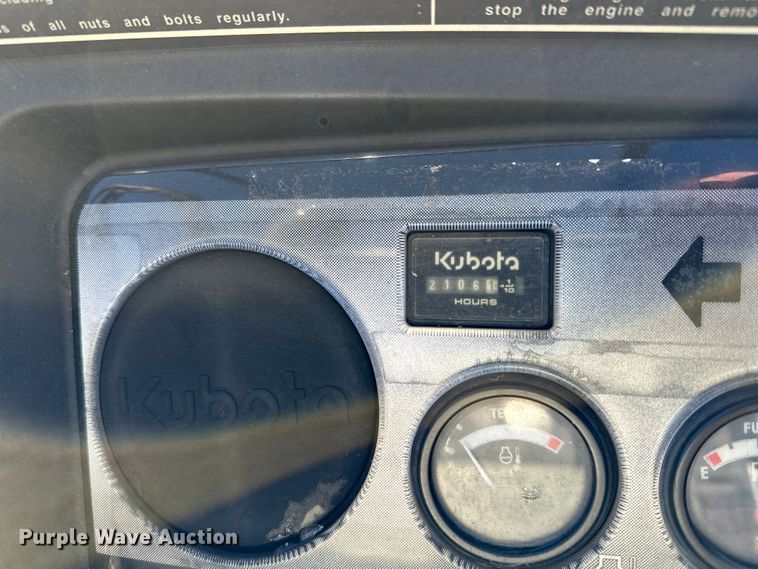 s of all nuts and bolts regularly.
stop the engine and remo
Kubota
2106
1/10
HOURS
Kubota
TE
FU
E
Purple Wave Auction